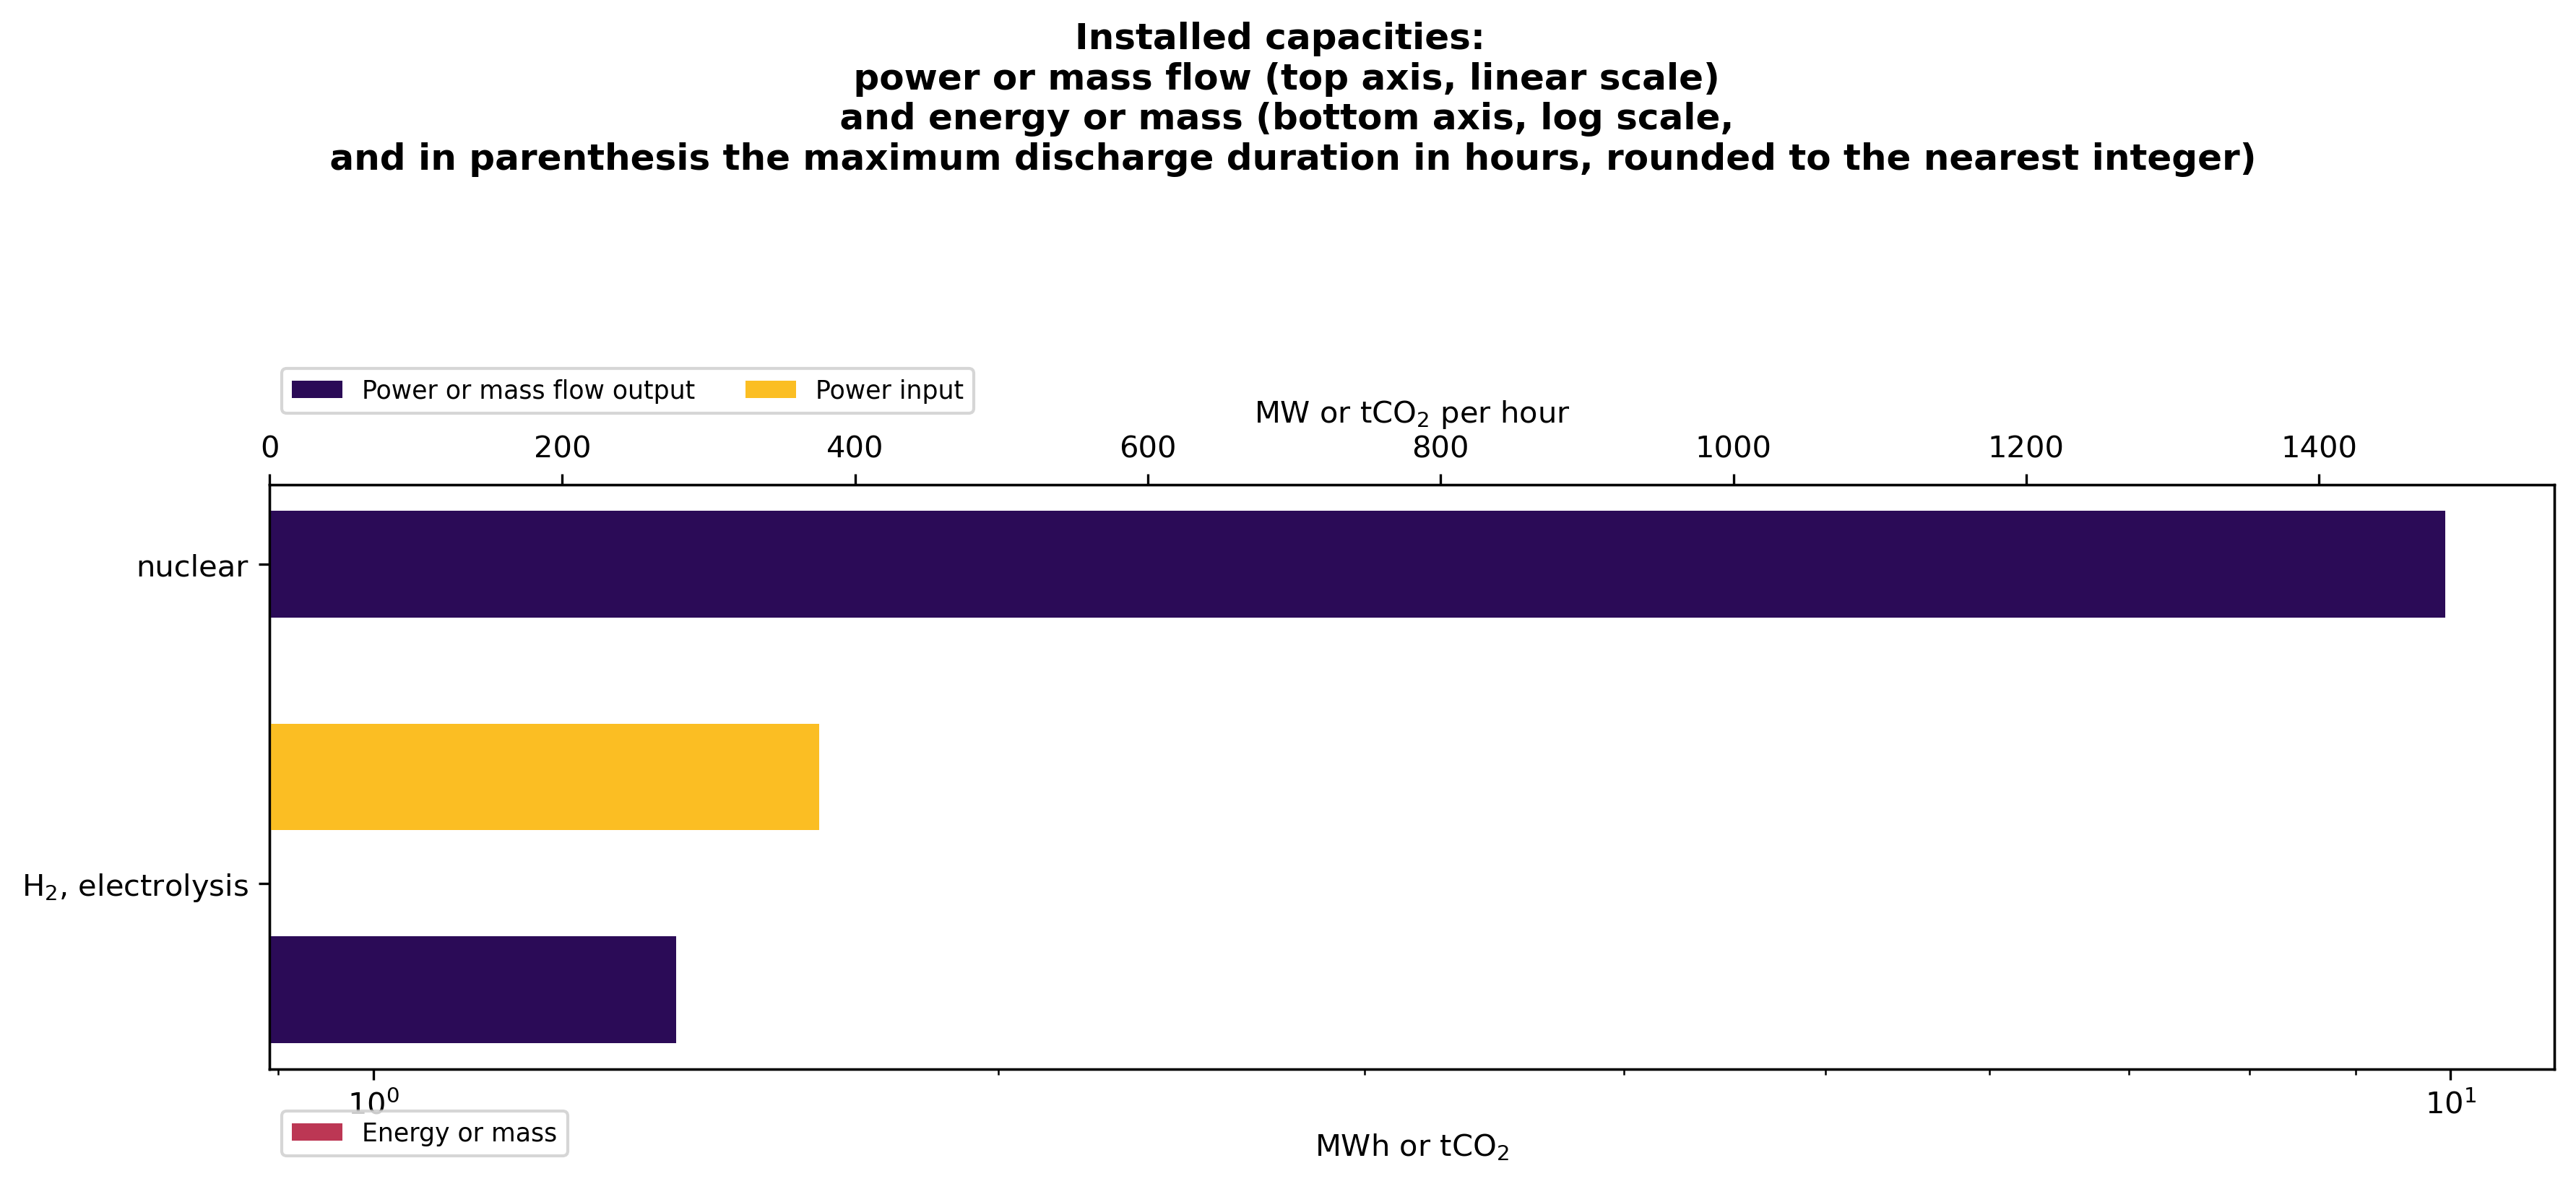 Installed capacities:
power or mass flow (top axis, linear scale)
and energy or mass (bottom axis, log scale,
and in parenthesis the maximum discharge duration in hours, rounded to the nearest integer)
Power or mass flow output Power input
MW or tCO₂ per hour
0 200 400 600 800 1000 1200 1400
nuclear
H₂, electrolysis
10⁰ 10¹
Energy or mass
MWh or tCO₂